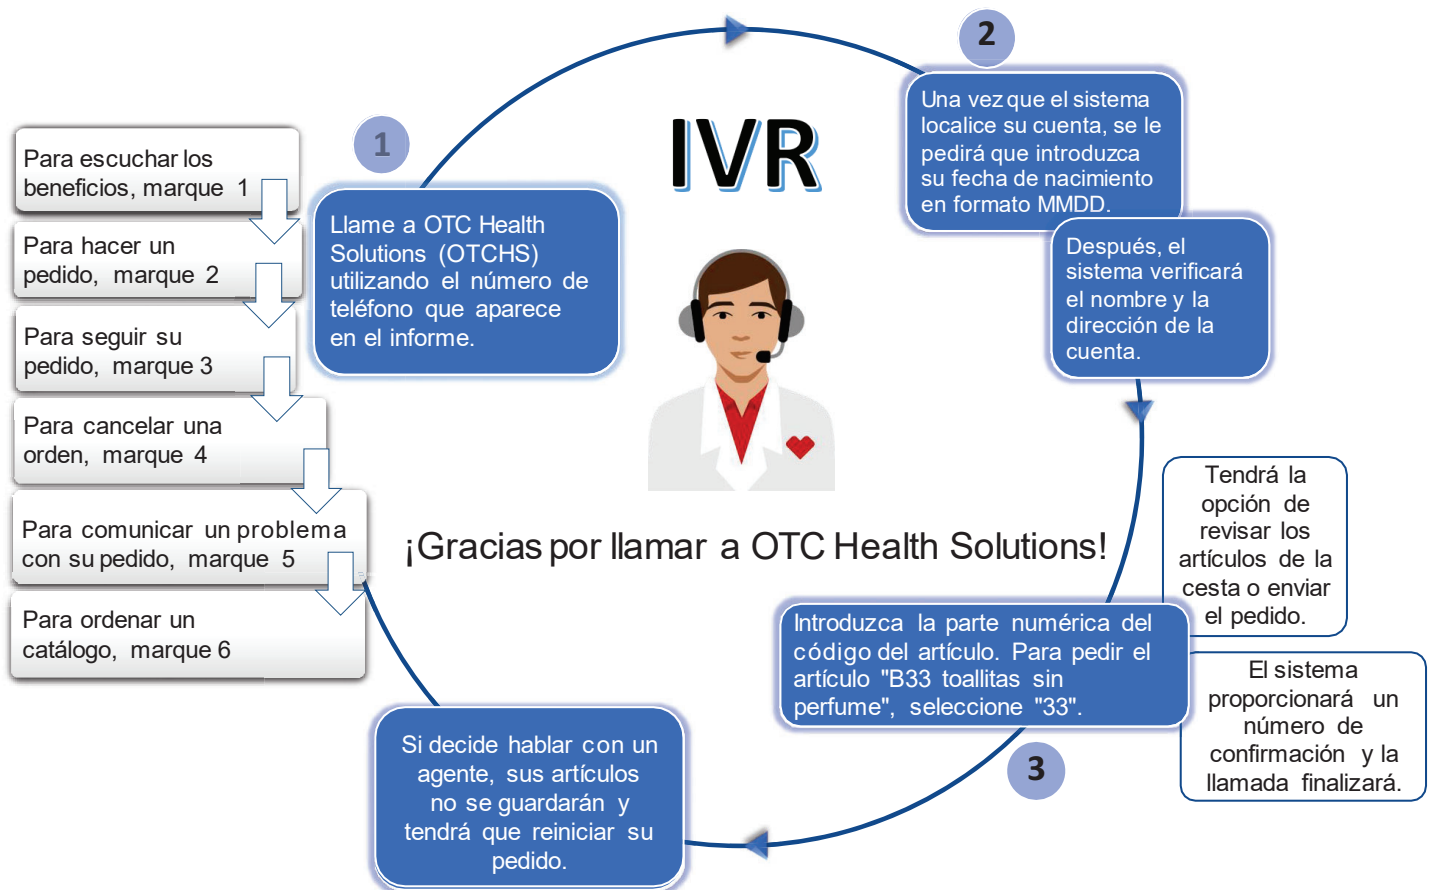 IVR
1
Llame a OTC Health
Solutions (OTCHS)
utilizando el número de
teléfono que aparece
en el informe.
Para escuchar los
beneficios, marque 1
Para hacer un
pedido, marque 2
Para seguir su
pedido, marque 3
Para cancelar una
orden, marque 4
Para comunicar un problema
con su pedido, marque 5
Para ordenar un
catálogo, marque 6
2
Una vez que el sistema
localice su cuenta, se le
pedirá que introduzca
su fecha de nacimiento
en formato MMDD.
Después, el
sistema verificará
el nombre y la
dirección de la
cuenta.
¡Gracias por llamar a OTC Health Solutions!
3
Introduzca la parte numérica del
código del artículo. Para pedir el
artículo "B33 toallitas sin
perfume", seleccione "33".
Tendrá la
opción de
revisar los
artículos de la
cesta o enviar
el pedido.
El sistema
proporcionará un
número de
confirmación y la
llamada finalizará.
Si decide hablar con un
agente, sus artículos
no se guardarán y
tendrá que reiniciar su
pedido.